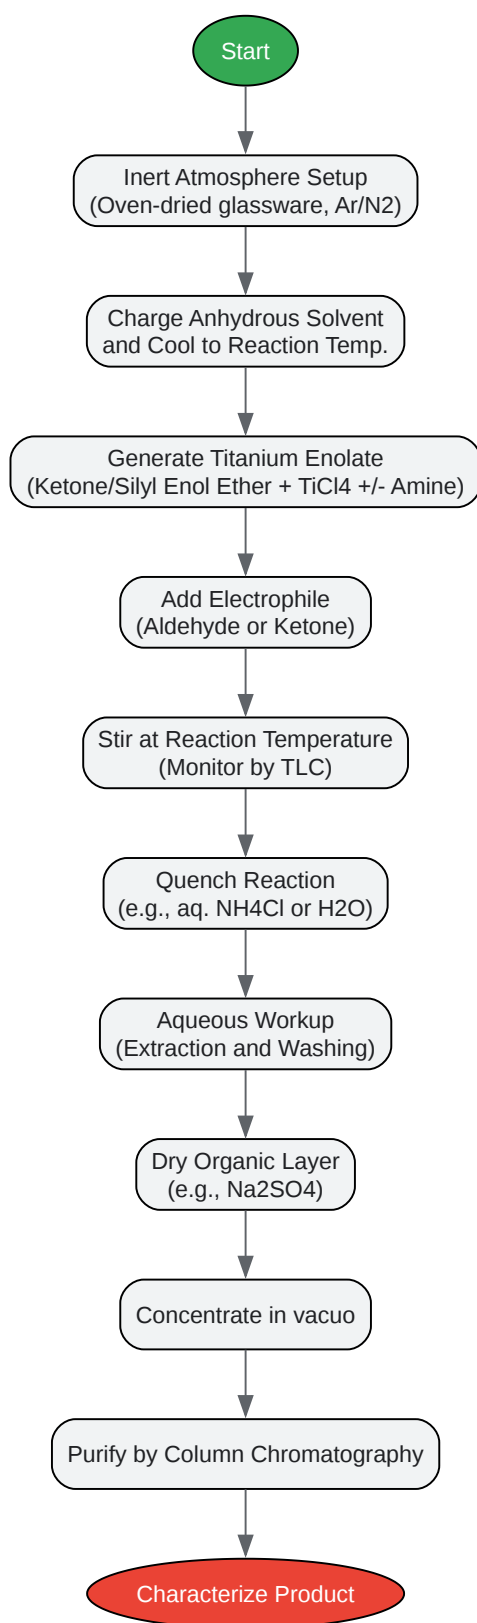 Start
Inert Atmosphere Setup
(Oven-dried glassware, Ar/N2)
Charge Anhydrous Solvent
and Cool to Reaction Temp.
Generate Titanium Enolate
(Ketone/Silyl Enol Ether + TiCl4 +/- Amine)
Add Electrophile
(Aldehyde or Ketone)
Stir at Reaction Temperature
(Monitor by TLC)
Quench Reaction
(e.g., aq. NH4Cl or H2O)
Aqueous Workup
(Extraction and Washing)
Dry Organic Layer
(e.g., Na2SO4)
Concentrate in vacuo
Purify by Column Chromatography
Characterize Product